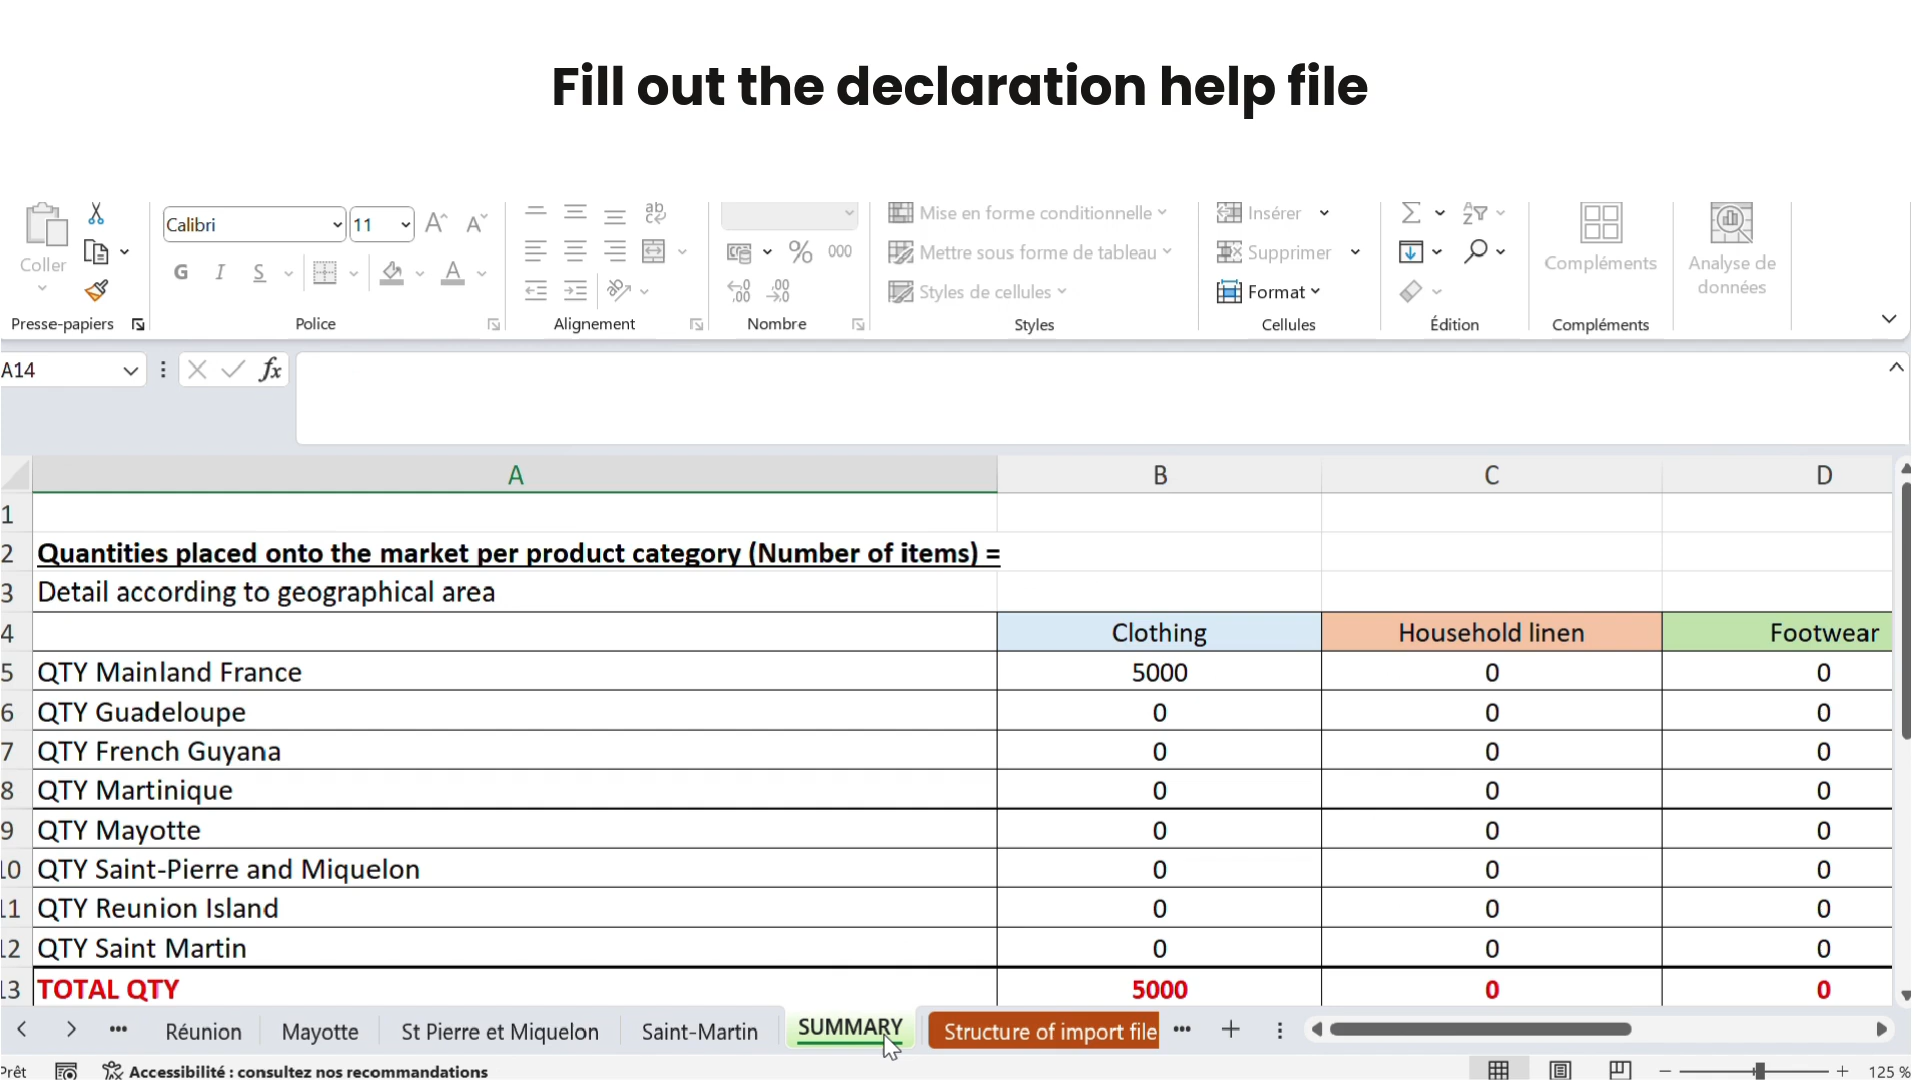 Fill out the declaration help file
Coller
Presse-papiers
Calibri
11
A
A
G
I
S
A
Police
ab
Alignement
%
000
Nombre
Mise en forme conditionnelle
Mettre sous forme de tableau
Styles de cellules
Styles
Insérer
Supprimer
Format
Cellules
Édition
Compléments
Compléments
Analyse de
données
A14
fx
A
B
C
D
1
2 Quantities placed onto the market per product category (Number of items) =
3 Detail according to geographical area
4 Clothing Household linen Footwear
5 QTY Mainland France 5000 0 0
6 QTY Guadeloupe 0 0 0
7 QTY French Guyana 0 0 0
8 QTY Martinique 0 0 0
9 QTY Mayotte 0 0 0
10 QTY Saint-Pierre and Miquelon 0 0 0
11 QTY Reunion Island 0 0 0
12 QTY Saint Martin 0 0 0
13 TOTAL QTY 5000 0 0
Réunion Mayotte St Pierre et Miquelon Saint-Martin SUMMARY Structure of import file
Prêt Accessibilité : consultez nos recommandations 125 %